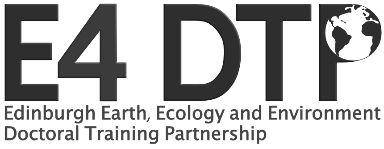 E4 DTP
Edinburgh Earth, Ecology and Environment
Doctoral Training Partnership